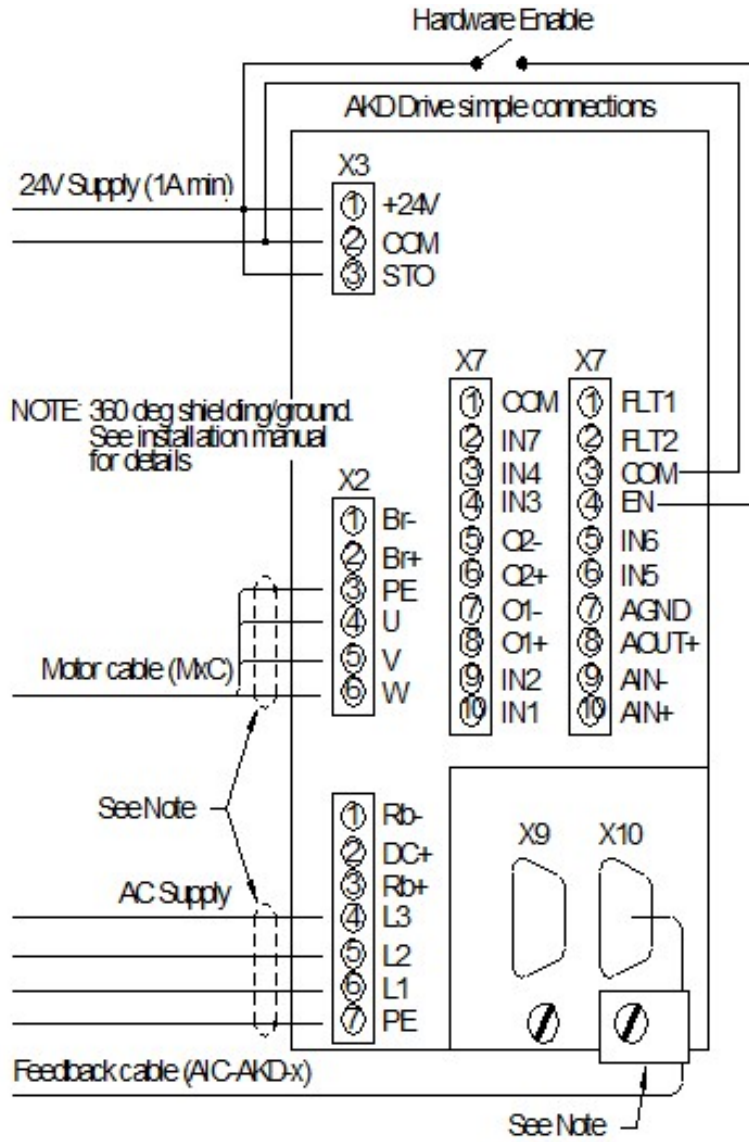 Hardware Enable
AKD Drive simple connections
X3
24V Supply (1A min)
1 +24V
2 COM
3 STO
X7
1 COM
2 IN7
3 IN4
4 IN3
5 O2-
6 O2+
7 O1-
8 O1+
9 IN2
10 IN1
X7
1 FLT1
2 FLT2
3 COM
4 EN
5 IN6
6 IN5
7 AGND
8 AOUT+
9 AIN-
10 AIN+
NOTE: 360 deg shielding/ground.
See installation manual
for details
X2
1 Br-
2 Br+
3 PE
4 U
5 V
6 W
Motor cable (MxC)
See Note
AC Supply
1 Rb-
2 DC+
3 Rb+
4 L3
5 L2
6 L1
7 PE
X9
X10
Feedback cable (AIC-AKD-x)
See Note